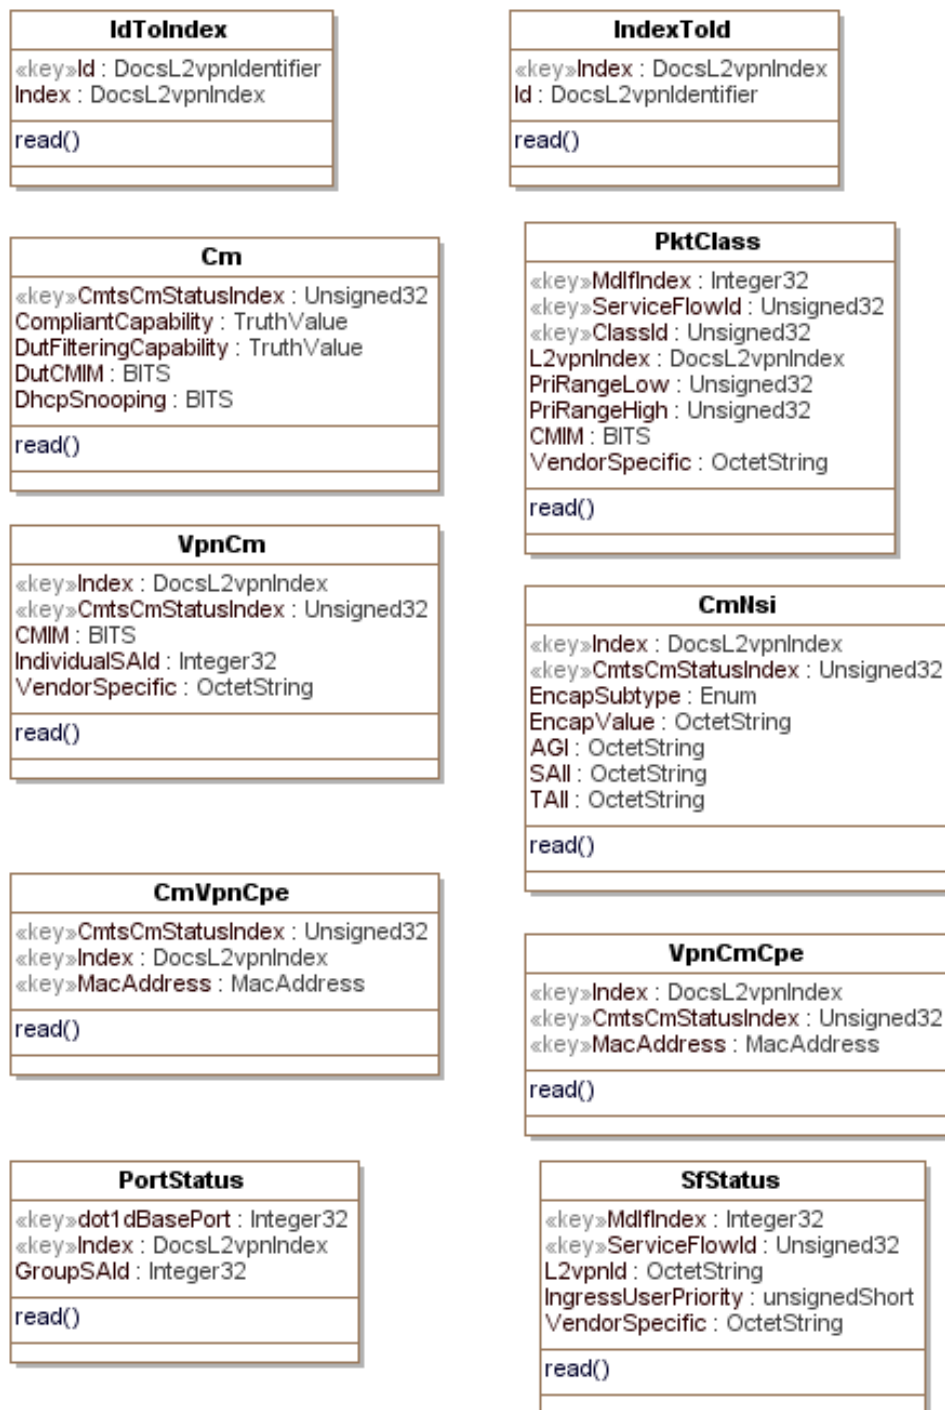 IdToIndex
«key»Id : DocsL2vpnIdentifier
Index : DocsL2vpnIndex
read()
IndexToId
«key»Index : DocsL2vpnIndex
Id : DocsL2vpnIdentifier
read()
Cm
«key»CmtsCmStatusIndex : Unsigned32
CompliantCapability : TruthValue
DutFilteringCapability : TruthValue
DutCMIM : BITS
DhcpSnooping : BITS
read()
PktClass
«key»MdIfIndex : Integer32
«key»ServiceFlowId : Unsigned32
«key»ClassId : Unsigned32
L2vpnIndex : DocsL2vpnIndex
PriRangeLow : Unsigned32
PriRangeHigh : Unsigned32
CMIM : BITS
VendorSpecific : OctetString
read()
VpnCm
«key»Index : DocsL2vpnIndex
«key»CmtsCmStatusIndex : Unsigned32
CMIM : BITS
IndividualSAId : Integer32
VendorSpecific : OctetString
read()
CmNsi
«key»Index : DocsL2vpnIndex
«key»CmtsCmStatusIndex : Unsigned32
EncapSubtype : Enum
EncapValue : OctetString
AGI : OctetString
SAII : OctetString
TAII : OctetString
read()
CmVpnCpe
«key»CmtsCmStatusIndex : Unsigned32
«key»Index : DocsL2vpnIndex
«key»MacAddress : MacAddress
read()
VpnCmCpe
«key»Index : DocsL2vpnIndex
«key»CmtsCmStatusIndex : Unsigned32
«key»MacAddress : MacAddress
read()
PortStatus
«key»dot1dBasePort : Integer32
«key»Index : DocsL2vpnIndex
GroupSAId : Integer32
read()
SfStatus
«key»MdIfIndex : Integer32
«key»ServiceFlowId : Unsigned32
L2vpnId : OctetString
IngressUserPriority : unsignedShort
VendorSpecific : OctetString
read()